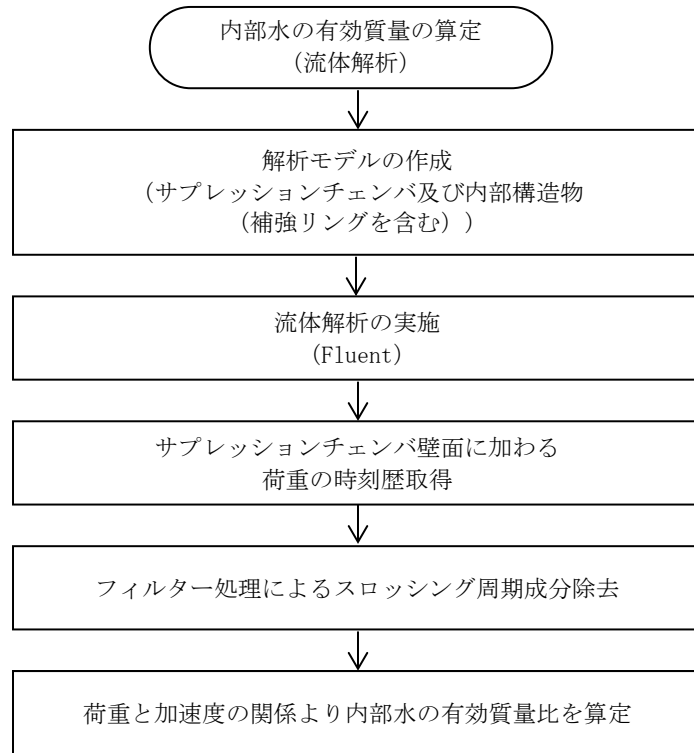 内部水の有効質量の算定
（流体解析）
解析モデルの作成
（サプレッションチェンバ及び内部構造物
（補強リングを含む））
流体解析の実施
（Fluent）
サプレッションチェンバ壁面に加わる
荷重の時刻歴取得
フィルター処理によるスロッシング周期成分除去
荷重と加速度の関係より内部水の有効質量比を算定